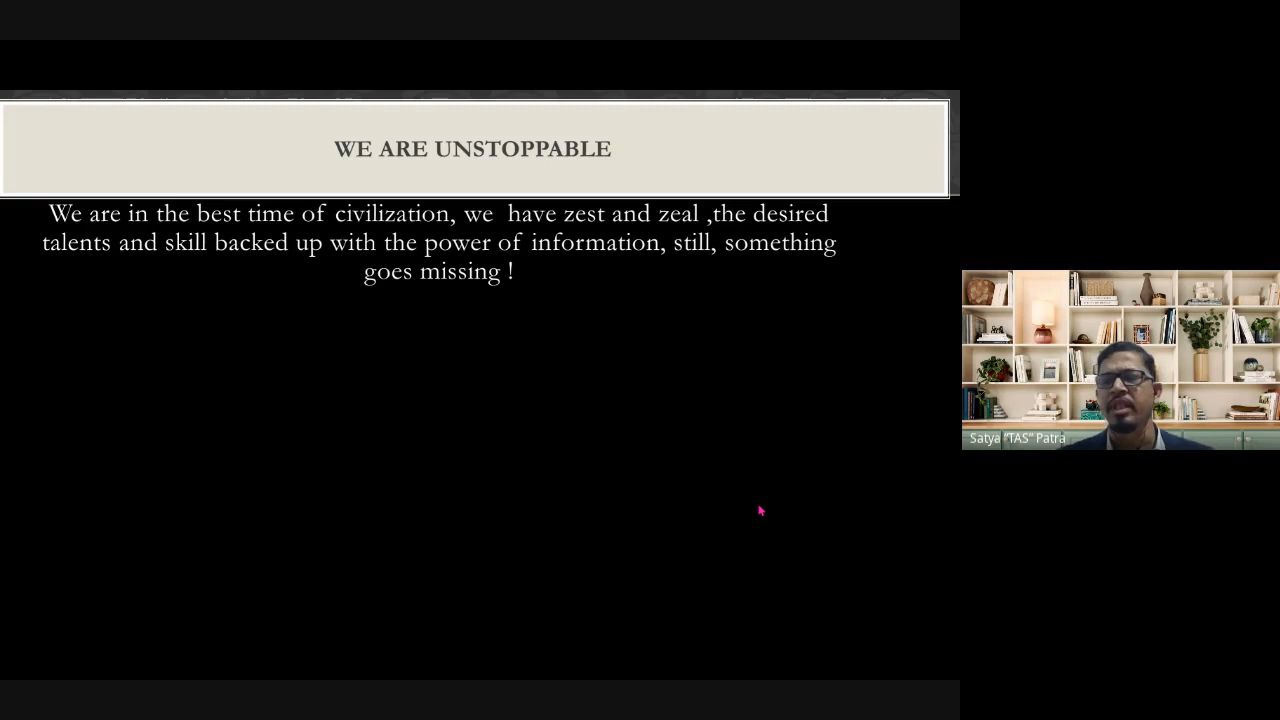 WE ARE UNSTOPPABLE
We are in the best time of civilization, we have zest and zeal ,the desired
talents and skill backed up with the power of information, still, something
goes missing !
Satya "TAS" Patra